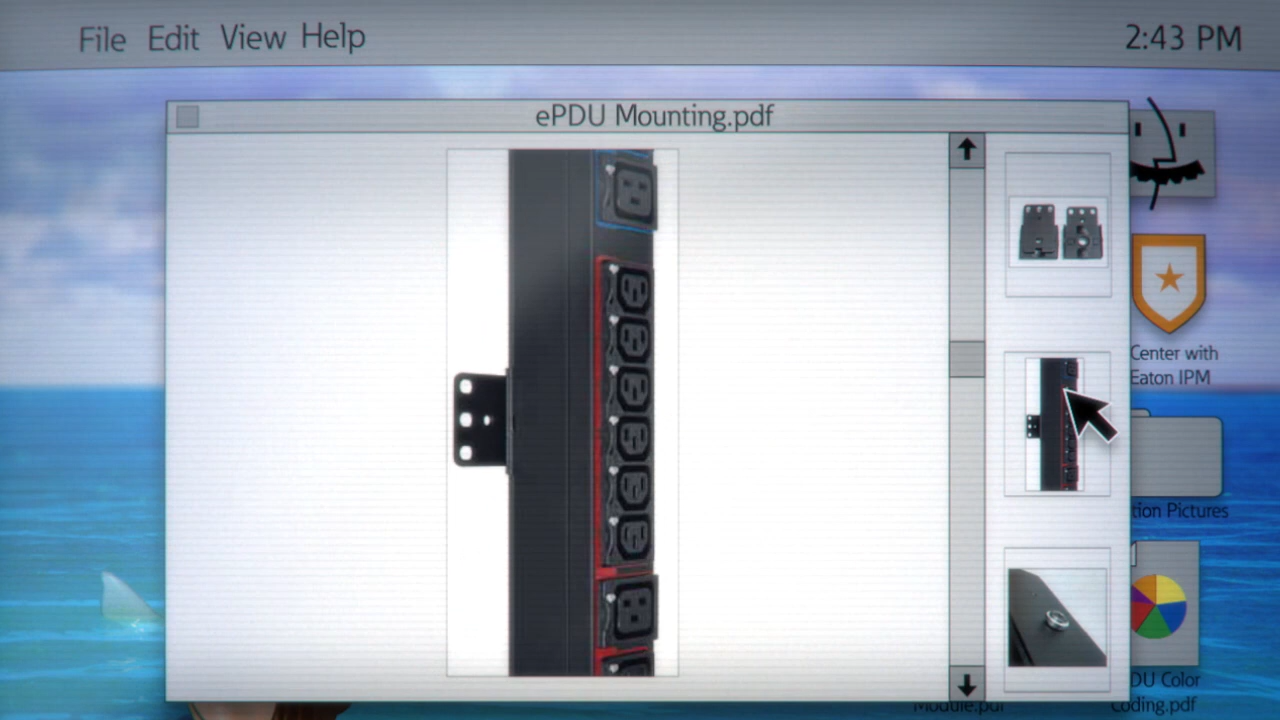 File Edit View Help
2:43 PM
ePDU Mounting.pdf
Center with
Eaton IPM
tion Pictures
DU Color
Coding.pdf
Module.pdf